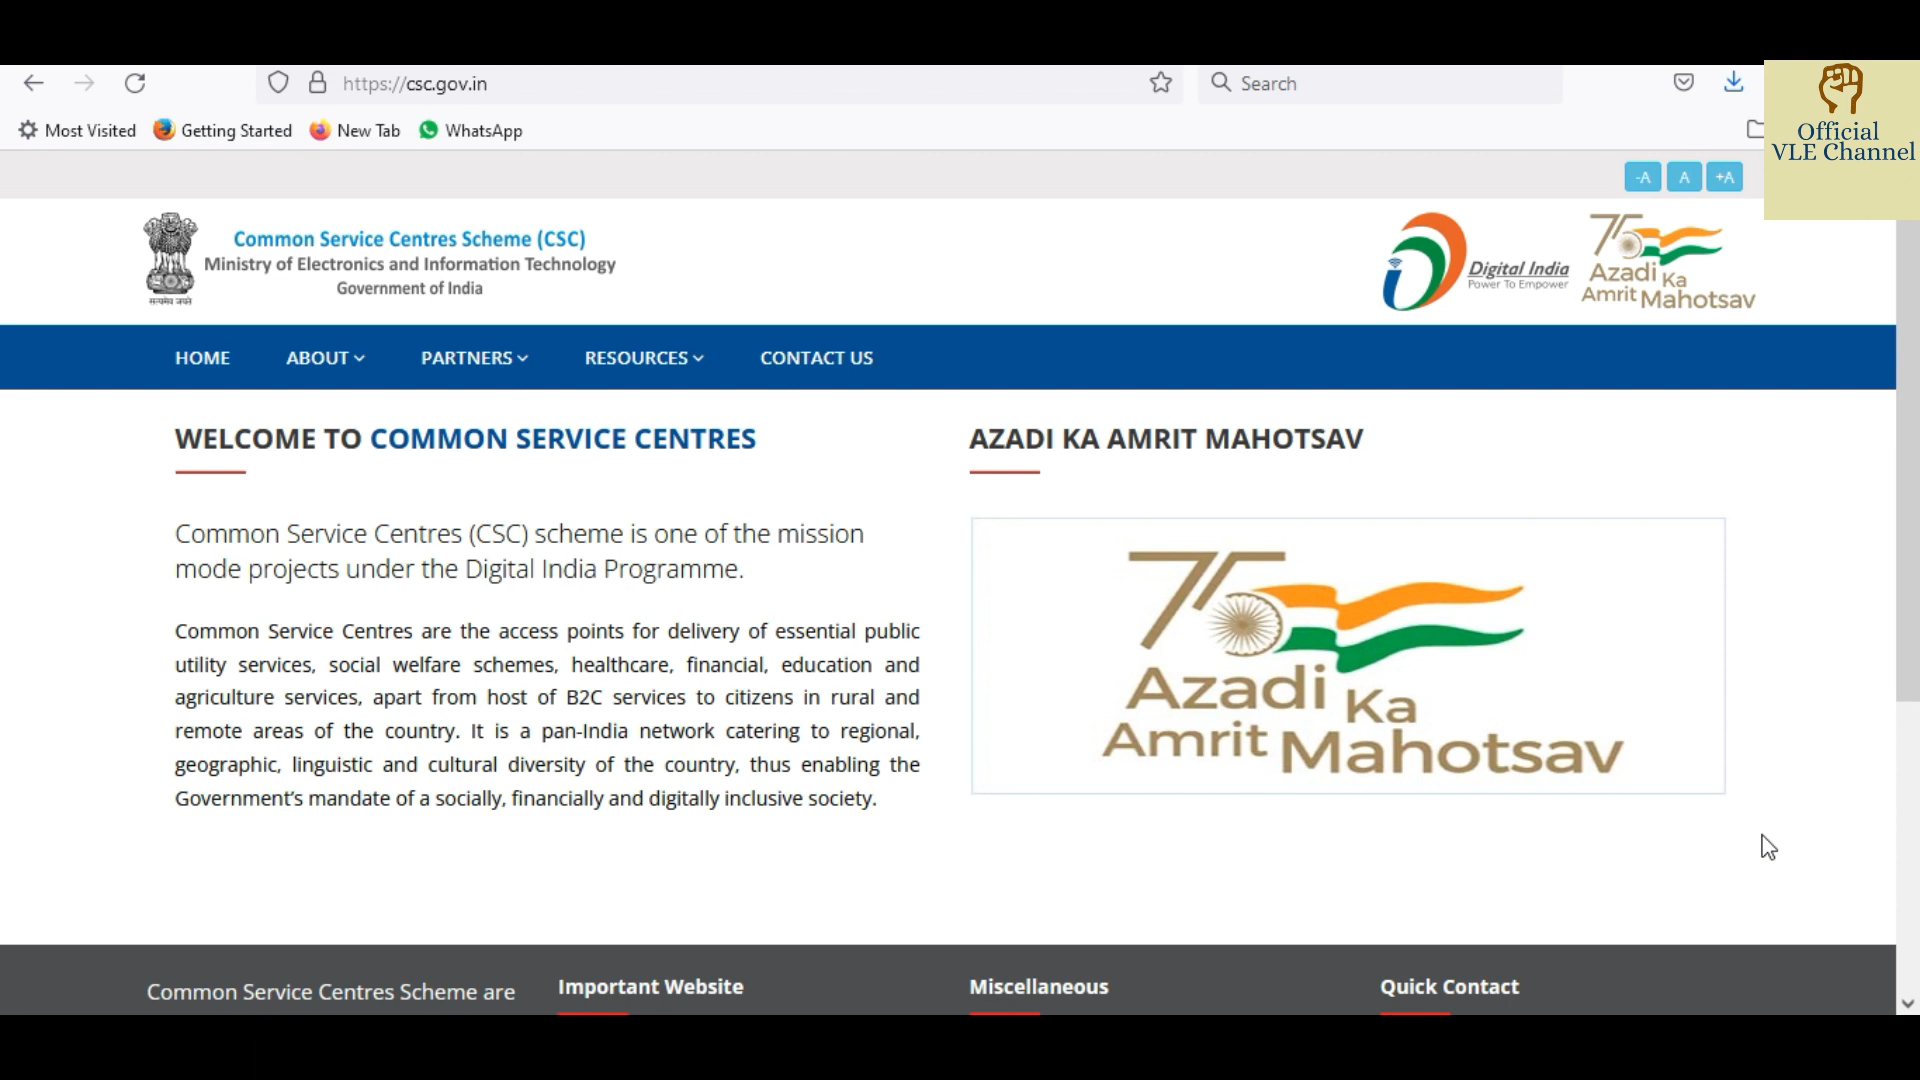 https://csc.gov.in
Search
Most Visited
Getting Started
New Tab
WhatsApp
Official
VLE Channel
-A
A
+A
सत्यमेव जयते
Common Service Centres Scheme (CSC)
Ministry of Electronics and Information Technology
Government of India
Digital India
Power To Empower
75
Azadi Ka
Amrit Mahotsav
HOME
ABOUT
PARTNERS
RESOURCES
CONTACT US
WELCOME TO COMMON SERVICE CENTRES
Common Service Centres (CSC) scheme is one of the mission
mode projects under the Digital India Programme.
Common Service Centres are the access points for delivery of essential public
utility services, social welfare schemes, healthcare, financial, education and
agriculture services, apart from host of B2C services to citizens in rural and
remote areas of the country. It is a pan-India network catering to regional,
geographic, linguistic and cultural diversity of the country, thus enabling the
Government’s mandate of a socially, financially and digitally inclusive society.
AZADI KA AMRIT MAHOTSAV
75
Azadi Ka
Amrit Mahotsav
Common Service Centres Scheme are
Important Website
Miscellaneous
Quick Contact